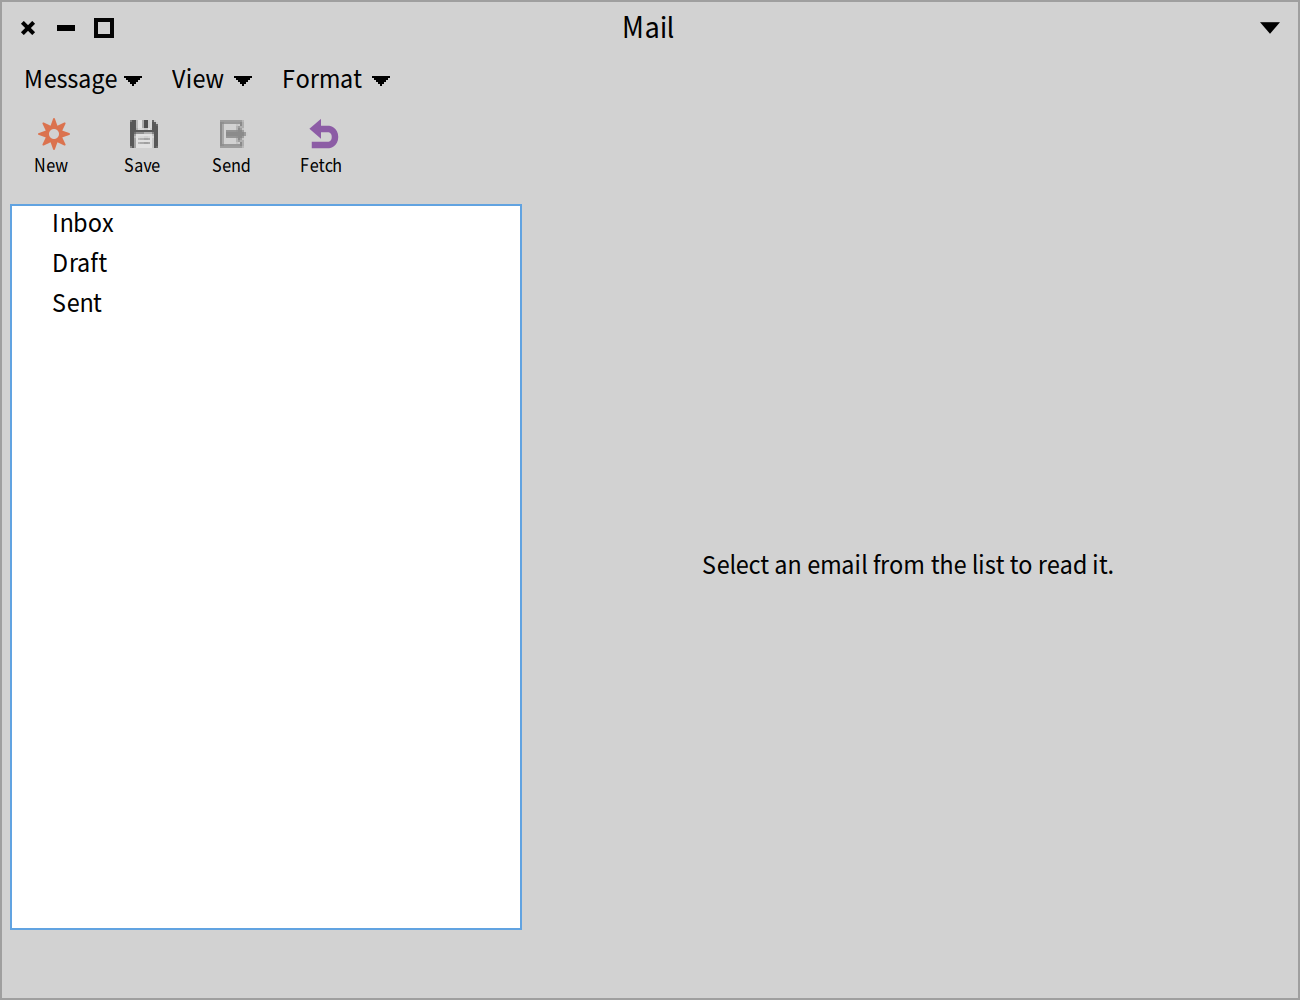 Mail
Message View Format
New Save Send Fetch
Inbox
Draft
Sent
Select an email from the list to read it.